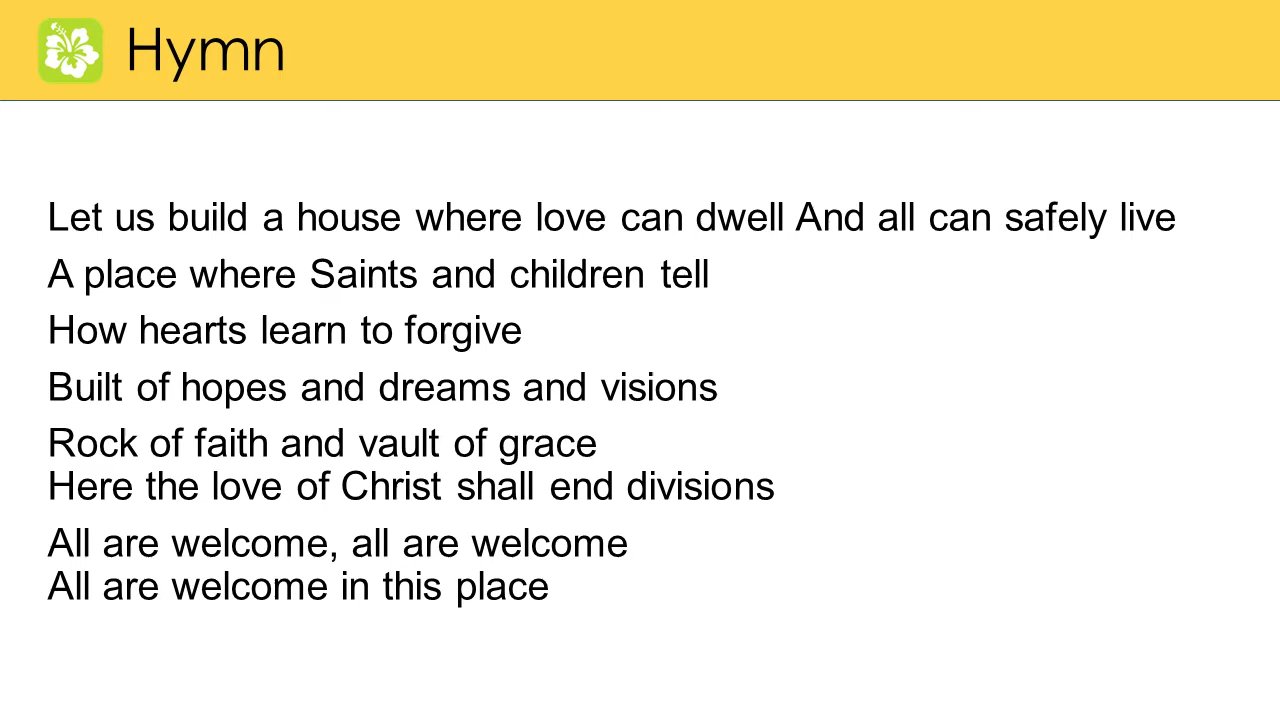 Hymn
Let us build a house where love can dwell And all can safely live
A place where Saints and children tell
How hearts learn to forgive
Built of hopes and dreams and visions
Rock of faith and vault of grace
Here the love of Christ shall end divisions
All are welcome, all are welcome
All are welcome in this place